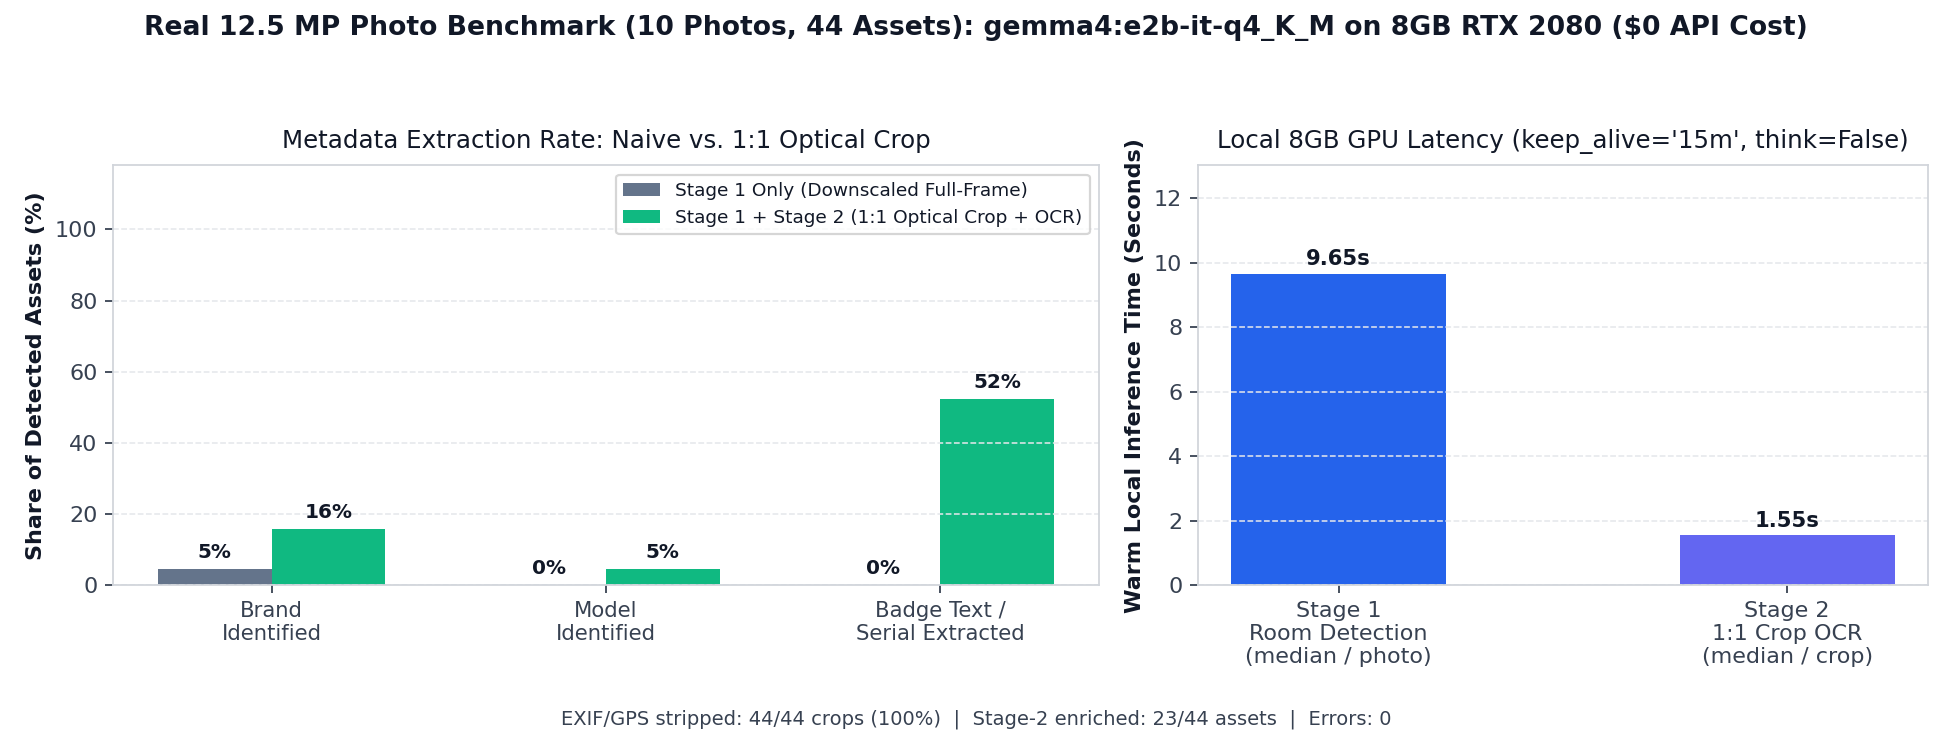 Real 12.5 MP Photo Benchmark (10 Photos, 44 Assets): gemma4:e2b-it-q4_K_M on 8GB RTX 2080 ($0 API Cost)
Metadata Extraction Rate: Naive vs. 1:1 Optical Crop
Share of Detected Assets (%)
100
80
60
40
20
0
Stage 1 Only (Downscaled Full-Frame)
Stage 1 + Stage 2 (1:1 Optical Crop + OCR)
5%
16%
0%
5%
0%
52%
Brand
Identified
Model
Identified
Badge Text /
Serial Extracted
Local 8GB GPU Latency (keep_alive='15m', think=False)
Warm Local Inference Time (Seconds)
12
10
8
6
4
2
0
9.65s
1.55s
Stage 1
Room Detection
(median / photo)
Stage 2
1:1 Crop OCR
(median / crop)
EXIF/GPS stripped: 44/44 crops (100%) | Stage-2 enriched: 23/44 assets | Errors: 0